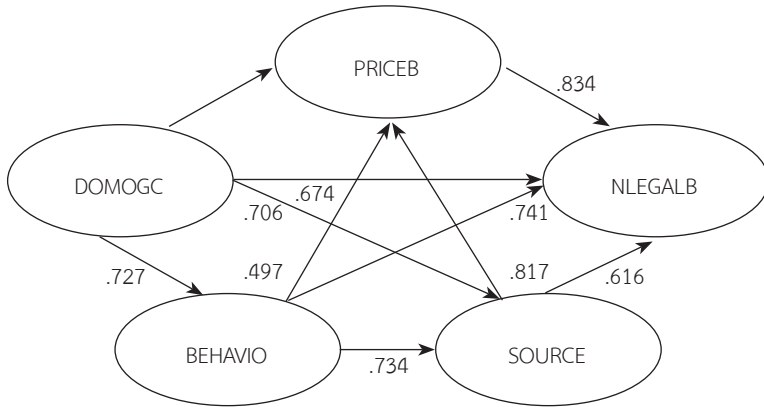 PRICEB
.834
DOMOGC
NLEGALB
.674
.706
.741
.727
.497
.817
.616
BEHAVIO
SOURCE
.734